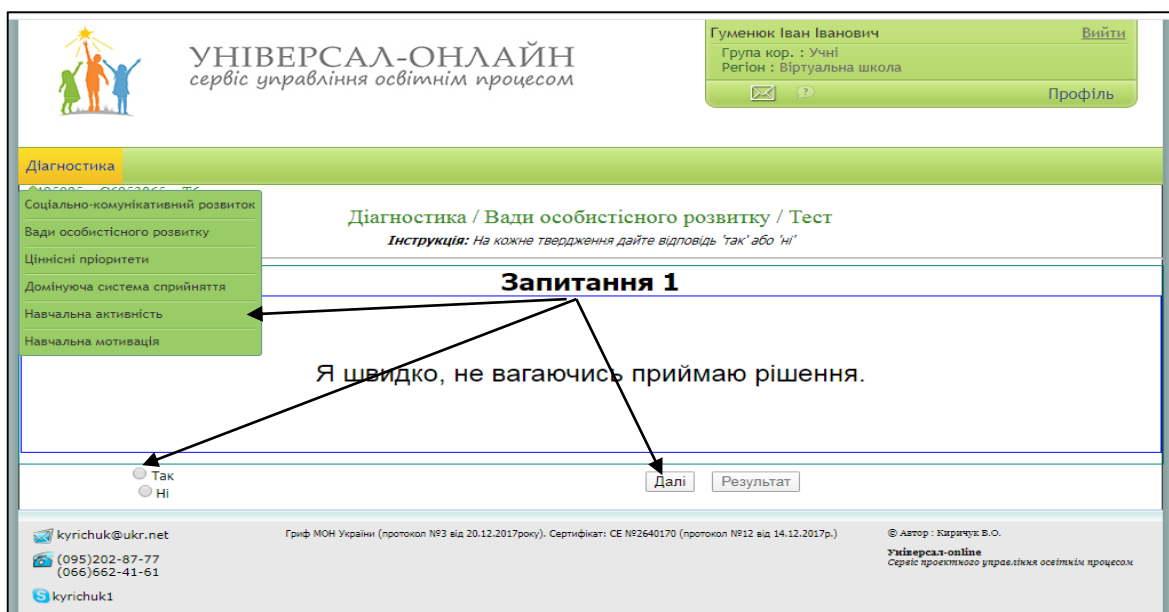 УНІВЕРСАЛ-ОНЛАЙН
сервіс управління освітнім процесом
Гуменюк Іван Іванович Вийти
Група кор. : Учні
Регіон : Віртуальна школа
Профіль
Діагностика
Соціально-комунікативний розвиток
Вади особистісного розвитку
Ціннісні пріоритети
Домінуюча система сприйняття
Навчальна активність
Навчальна мотивація
Діагностика / Вади особистісного розвитку / Тест
Інструкція: На кожне твердження дайте відповідь 'так' або 'ні'
Запитання 1
Я швидко, не вагаючись приймаю рішення.
Так
Ні
Далі Результат
kyrichuk@ukr.net
(095)202-87-77
(066)662-41-61
kyrichuk1
Гриф МОН України (протокол №3 від 20.12.2017року). Сертифікат: СЕ №2640170 (протокол №12 від 14.12.2017р.)
© Автор : Киричук В.О.
Універсал-online
Сервіс проектного управління освітнім процесом